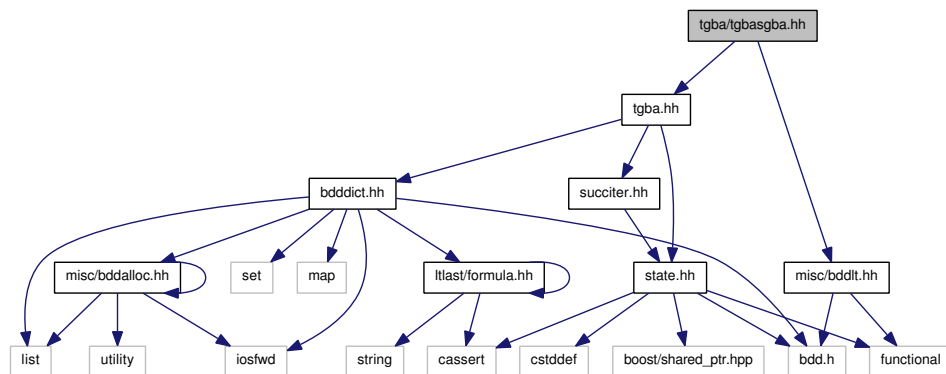 tgba/tgbasgba.hh
tgba.hh
bdddict.hh
succiter.hh
misc/bddalloc.hh
set
map
ltlast/formula.hh
state.hh
misc/bddlt.hh
list
utility
iosfwd
string
cassert
cstddef
boost/shared_ptr.hpp
bdd.h
functional